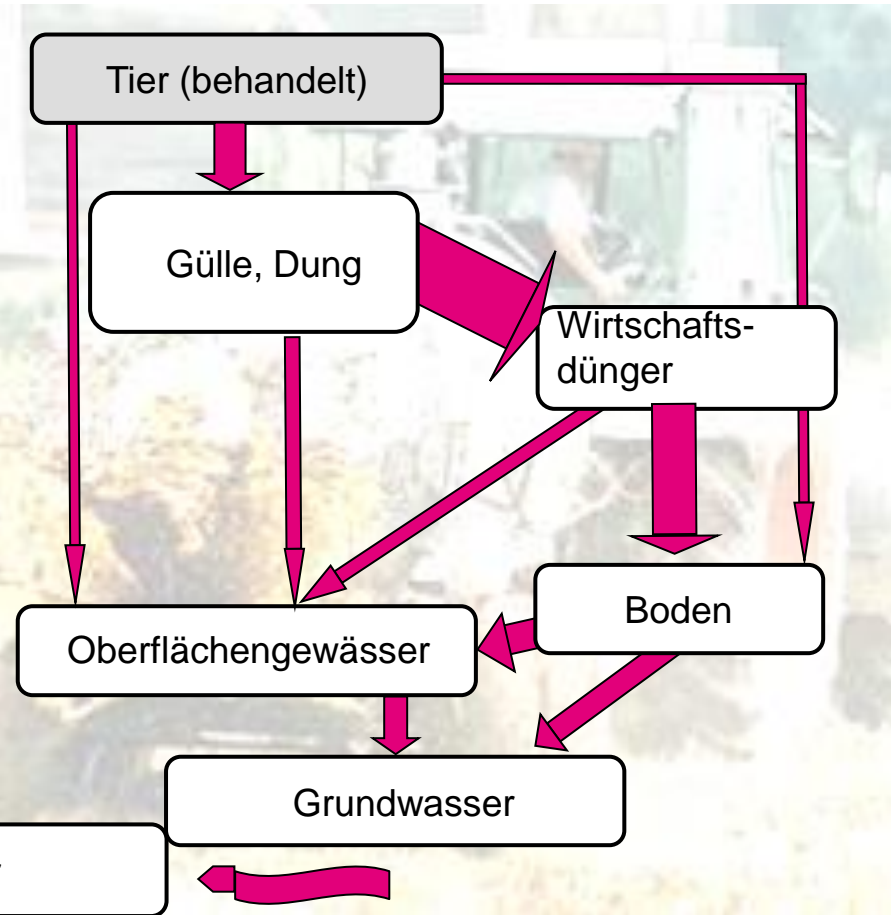 Tier (behandelt)
Gülle, Dung
Wirtschafts-
dünger
Boden
Oberflächengewässer
Grundwasser